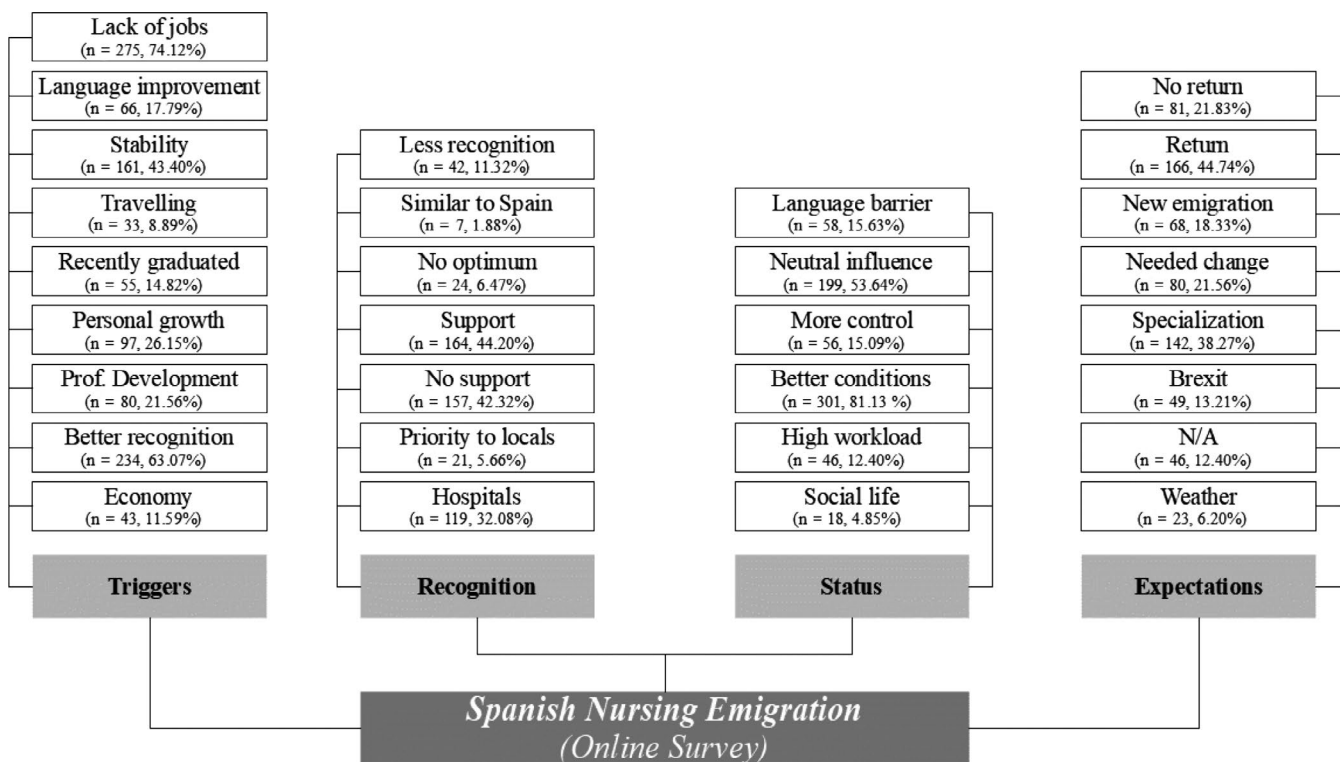 Lack of jobs
(n = 275, 74.12%)
Language improvement
(n = 66, 17.79%)
Stability
(n = 161, 43.40%)
Travelling
(n = 33, 8.89%)
Recently graduated
(n = 55, 14.82%)
Personal growth
(n = 97, 26.15%)
Prof. Development
(n = 80, 21.56%)
Better recognition
(n = 234, 63.07%)
Economy
(n = 43, 11.59%)
Triggers
Less recognition
(n = 42, 11.32%)
Similar to Spain
(n = 7, 1.88%)
No optimum
(n = 24, 6.47%)
Support
(n = 164, 44.20%)
No support
(n = 157, 42.32%)
Priority to locals
(n = 21, 5.66%)
Hospitals
(n = 119, 32.08%)
Recognition
Language barrier
(n = 58, 15.63%)
Neutral influence
(n = 199, 53.64%)
More control
(n = 56, 15.09%)
Better conditions
(n = 301, 81.13 %)
High workload
(n = 46, 12.40%)
Social life
(n = 18, 4.85%)
Status
No return
(n = 81, 21.83%)
Return
(n = 166, 44.74%)
New emigration
(n = 68, 18.33%)
Needed change
(n = 80, 21.56%)
Specialization
(n = 142, 38.27%)
Brexit
(n = 49, 13.21%)
N/A
(n = 46, 12.40%)
Weather
(n = 23, 6.20%)
Expectations
Spanish Nursing Emigration
(Online Survey)